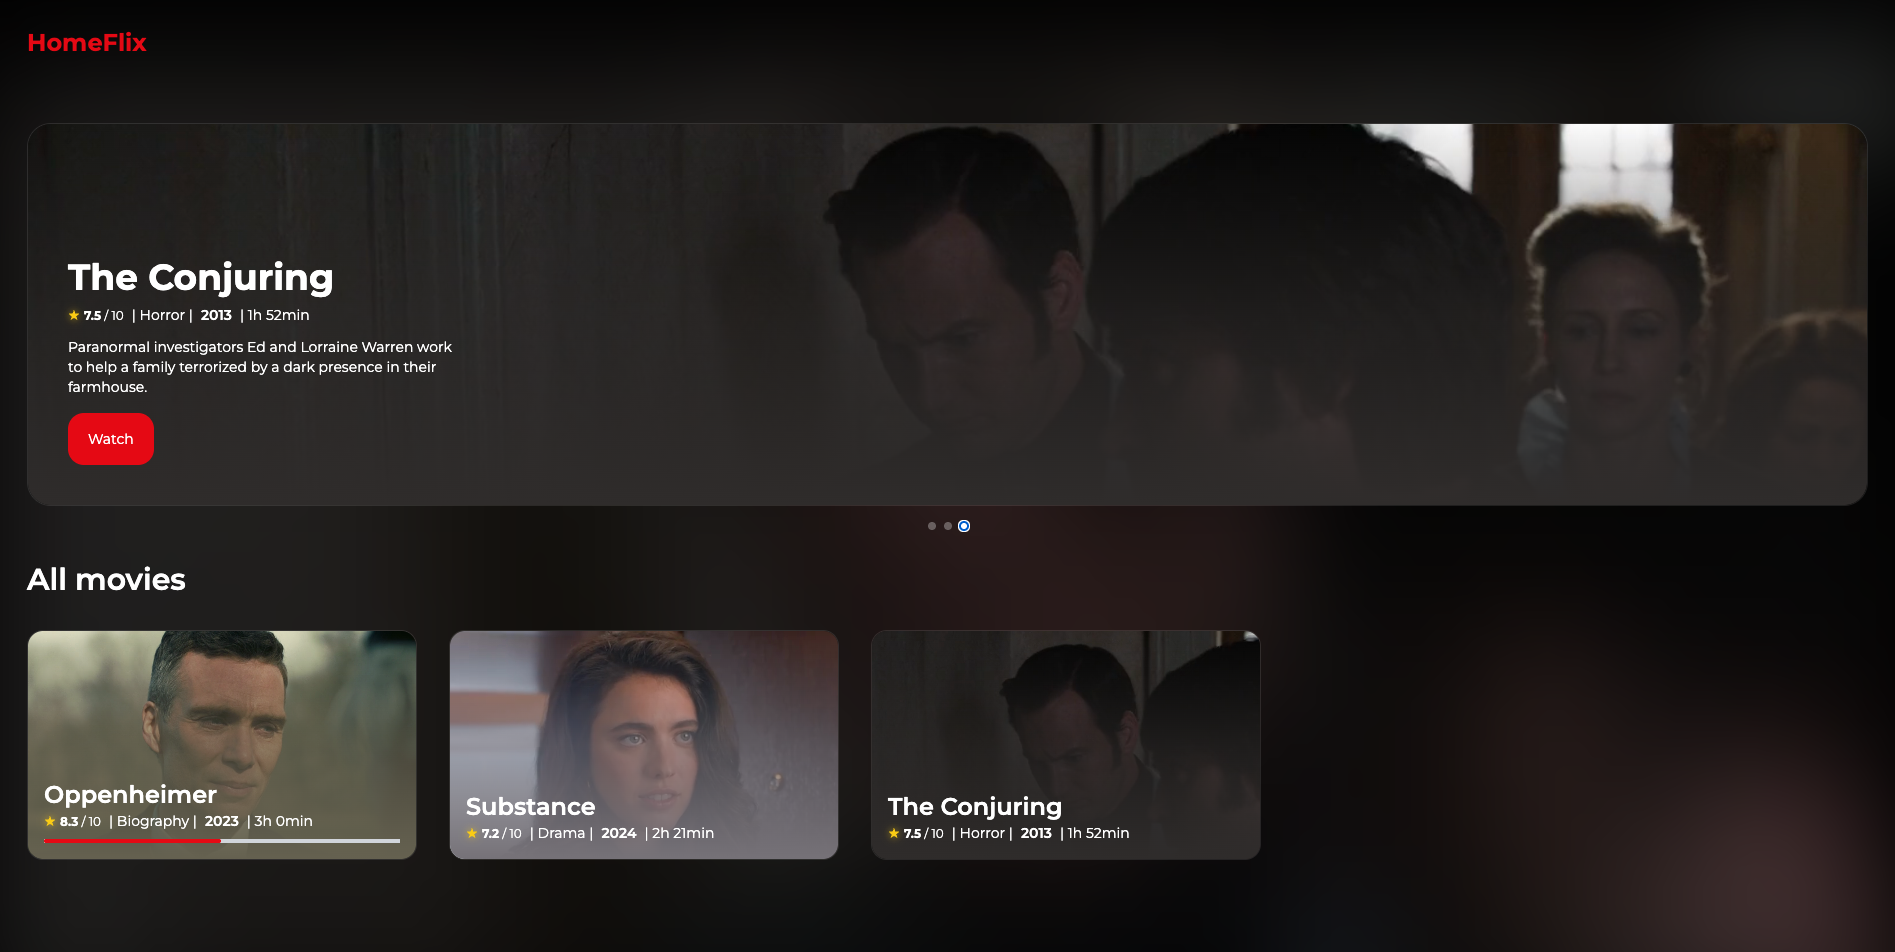 HomeFlix
The Conjuring
★ 7.5 / 10 | Horror | 2013 | 1h 52min
Paranormal investigators Ed and Lorraine Warren work
to help a family terrorized by a dark presence in their
farmhouse.
Watch
All movies
Oppenheimer
★ 8.3 / 10 | Biography | 2023 | 3h 0min
Substance
★ 7.2 / 10 | Drama | 2024 | 2h 21min
The Conjuring
★ 7.5 / 10 | Horror | 2013 | 1h 52min